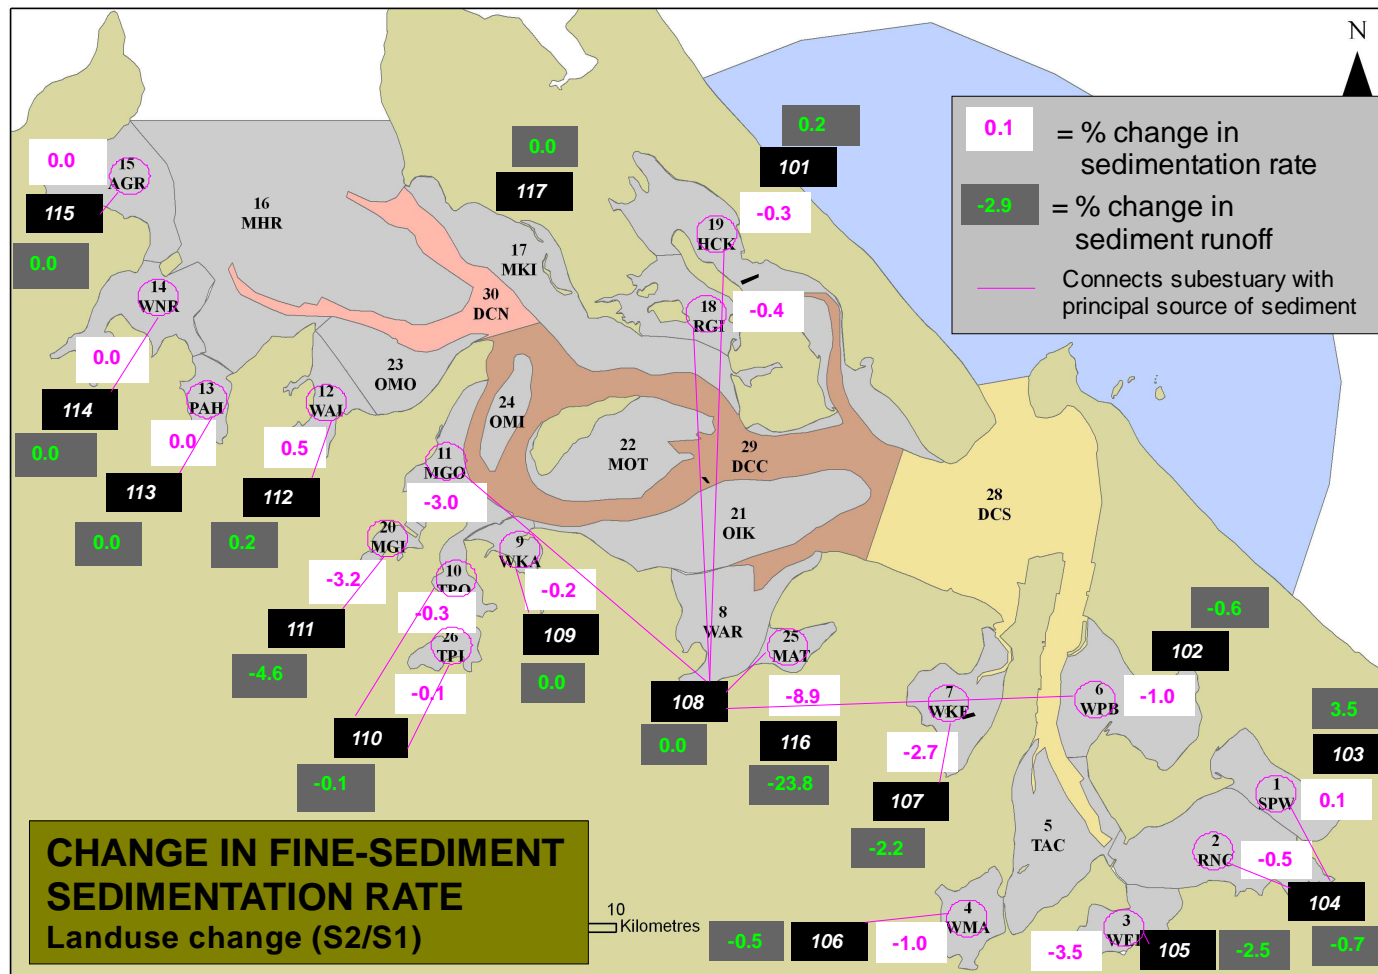 N
0.1
= % change in
sedimentation rate
-2.9
= % change in
sediment runoff
Connects subestuary with
principal source of sediment
0.0
15
AGR
115
0.0
16
MHR
0.0
117
17
MKI
0.2
101
-0.3
19
HCK
18
RGI
-0.4
14
WNR
0.0
114
0.0
13
PAH
0.0
113
0.0
12
WAI
0.5
112
0.2
23
OMO
30
DCN
24
OMI
22
MOT
29
DCC
21
OIK
28
DCS
11
MGO
-3.0
20
MGI
-3.2
111
-4.6
10
TPO
-0.3
26
TPI
-0.1
110
-0.1
9
WKA
-0.2
109
0.0
8
WAR
25
MAT
108
0.0
-8.9
116
-23.8
7
WKE
-2.7
107
-2.2
6
WPB
-1.0
-0.6
102
3.5
103
1
SPW
0.1
2
RNG
-0.5
104
-0.7
5
TAC
4
WMA
-1.0
106
-0.5
3
WEI
-3.5
105
-2.5
CHANGE IN FINE-SEDIMENT
SEDIMENTATION RATE
Landuse change (S2/S1)
10
Kilometres